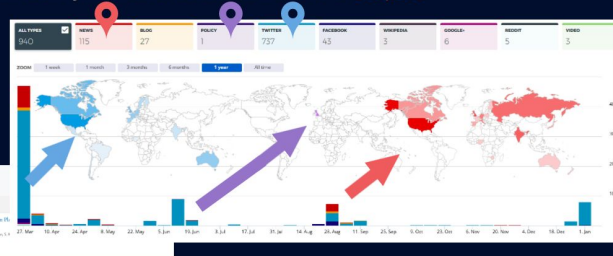 ALL TYPES NEWS BLOG POLICY TWITTER FACEBOOK WIKIPEDIA GOOGLE+ REDDIT VIDEO
940 115 27 1 737 43 3 6 5 3
ZOOM 1 week 1 month 3 months 6 months 1 year All time
27. Mar 10. Apr 24. Apr 8. May 22. May 5. Jun 19. Jun 3. Jul 17. Jul 31. Jul 14. Aug 28. Aug 11. Sep 25. Sep 9. Oct 23. Oct 6. Nov 20. Nov 4. Dec 18. Dec 1. Jan